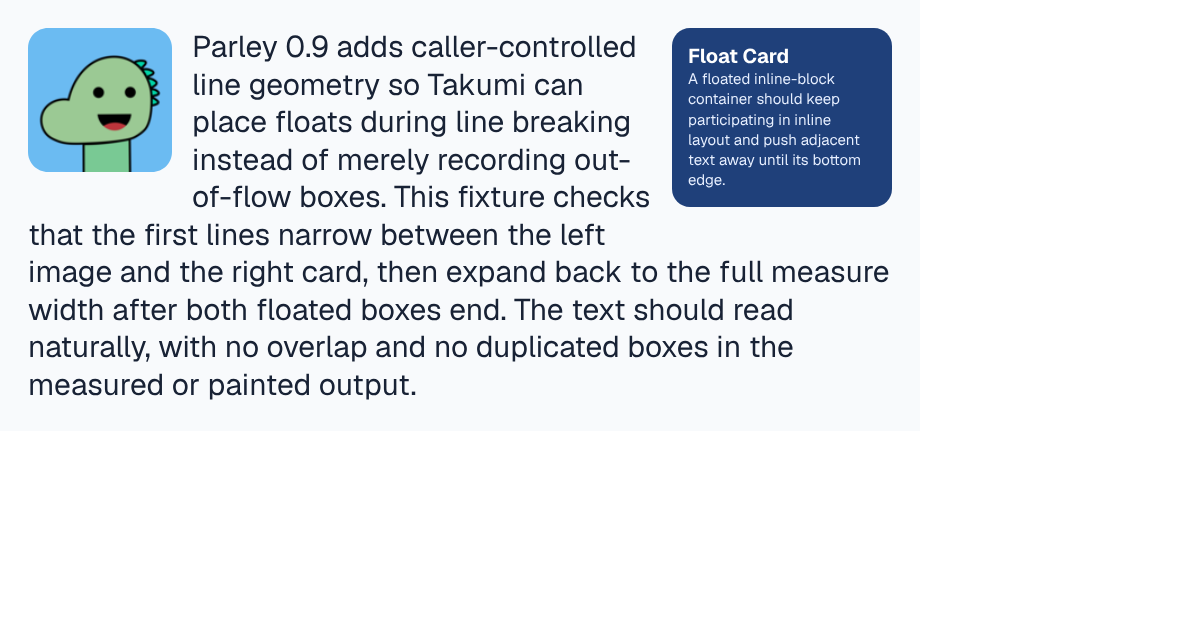 Parley 0.9 adds caller-controlled
line geometry so Takumi can
place floats during line breaking
instead of merely recording out-
of-flow boxes. This fixture checks
that the first lines narrow between the left
image and the right card, then expand back to the full measure
width after both floated boxes end. The text should read
naturally, with no overlap and no duplicated boxes in the
measured or painted output.
Float Card
A floated inline-block
container should keep
participating in inline
layout and push adjacent
text away until its bottom
edge.